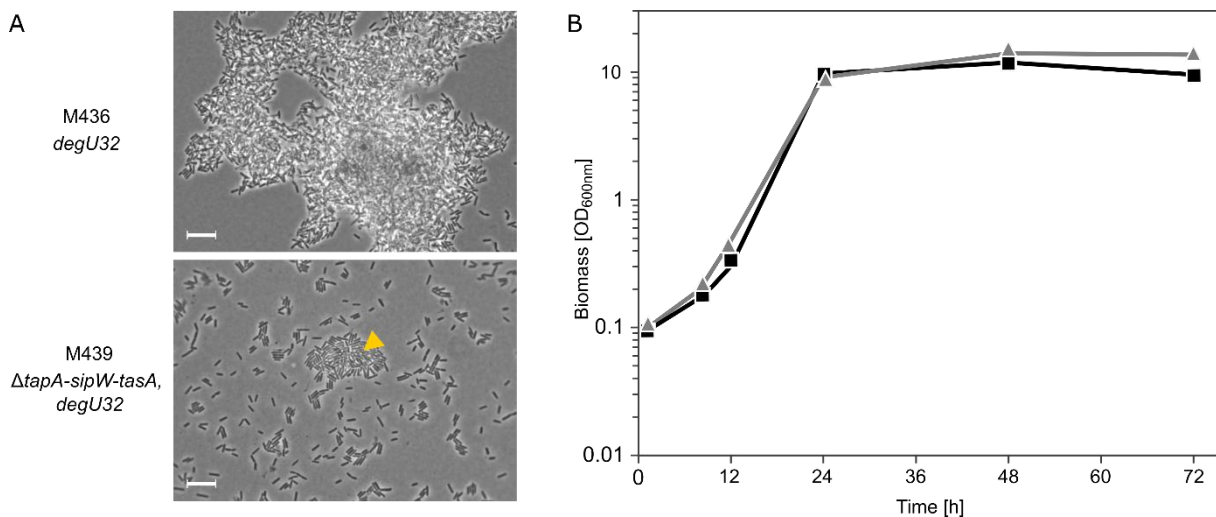 A
M436
degU32
M439
ΔtapA-sipW-tasA,
degU32
B
Biomass [OD600nm]
10
1
0.1
0.01
0
12
24
36
48
60
72
Time [h]